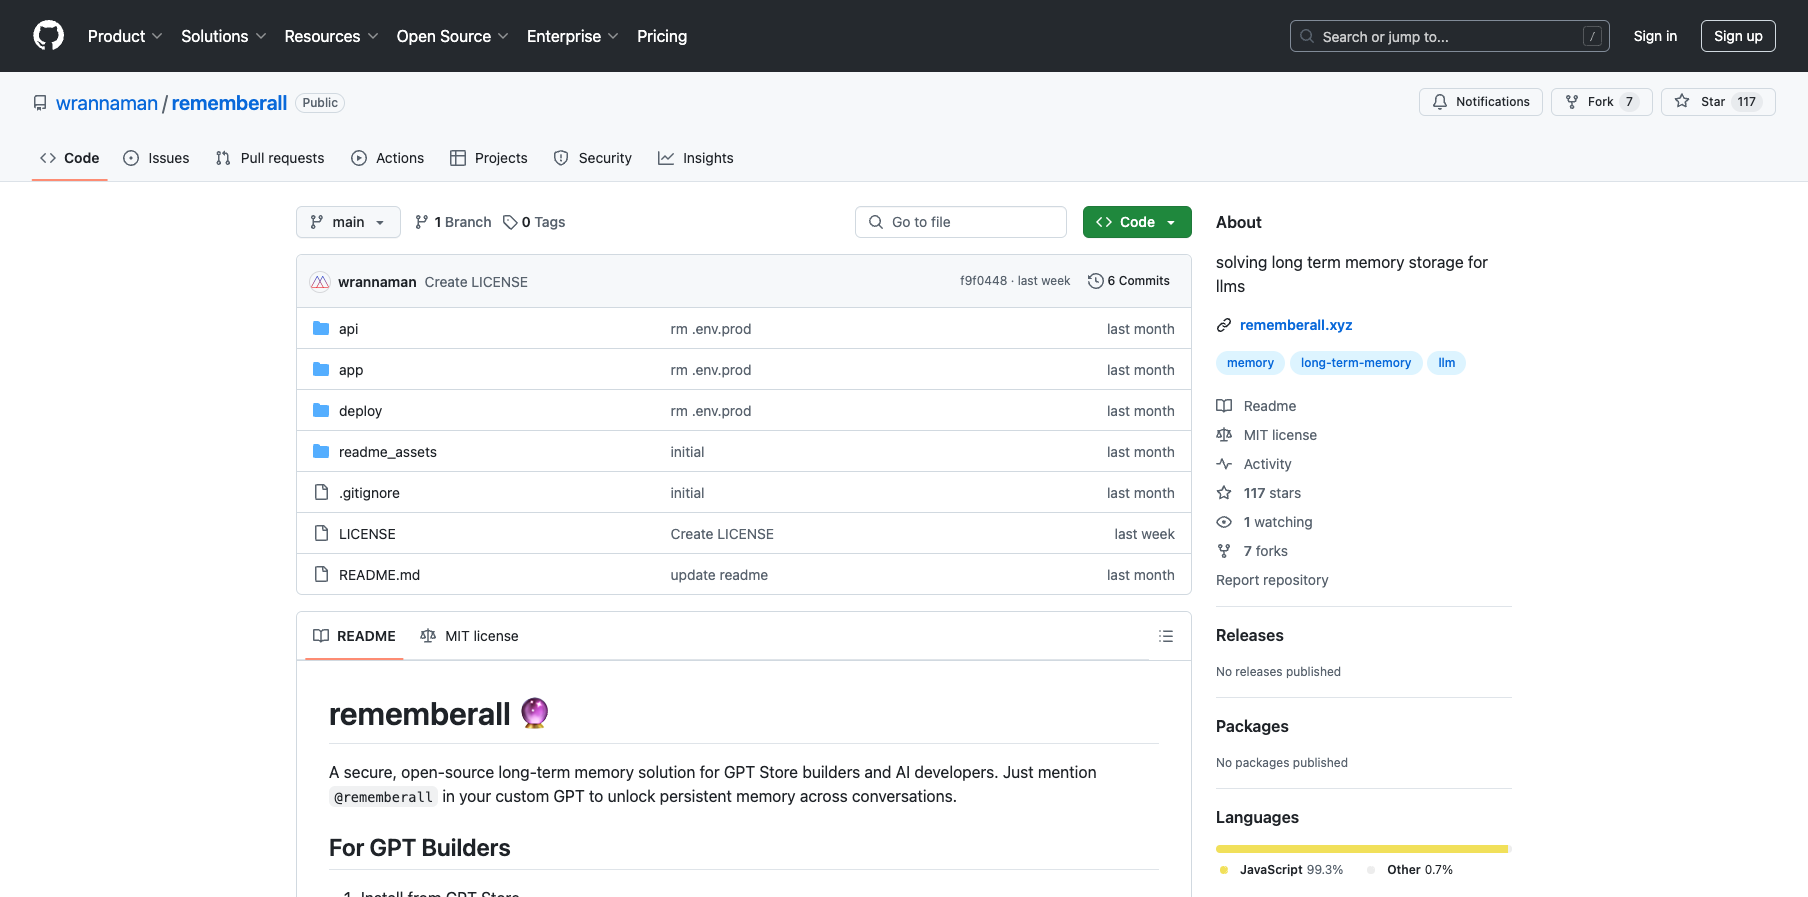 Product Solutions Resources Open Source Enterprise Pricing Search or jump to... / Sign in Sign up
wrannaman / rememberall Public Notifications Fork 7 Star 117
Code Issues Pull requests Actions Projects Security Insights
main 1 Branch 0 Tags Go to file Code
wrannaman Create LICENSE f9f0448 · last week 6 Commits
api rm .env.prod last month
app rm .env.prod last month
deploy rm .env.prod last month
readme_assets initial last month
.gitignore initial last month
LICENSE Create LICENSE last week
README.md update readme last month
README MIT license
rememberall 🔮
A secure, open-source long-term memory solution for GPT Store builders and AI developers. Just mention
@rememberall in your custom GPT to unlock persistent memory across conversations.
For GPT Builders
1. Install from GPT Store
About
solving long term memory storage for
llms
rememberall.xyz
memory long-term-memory llm
Readme
MIT license
Activity
117 stars
1 watching
7 forks
Report repository
Releases
No releases published
Packages
No packages published
Languages
JavaScript 99.3% Other 0.7%